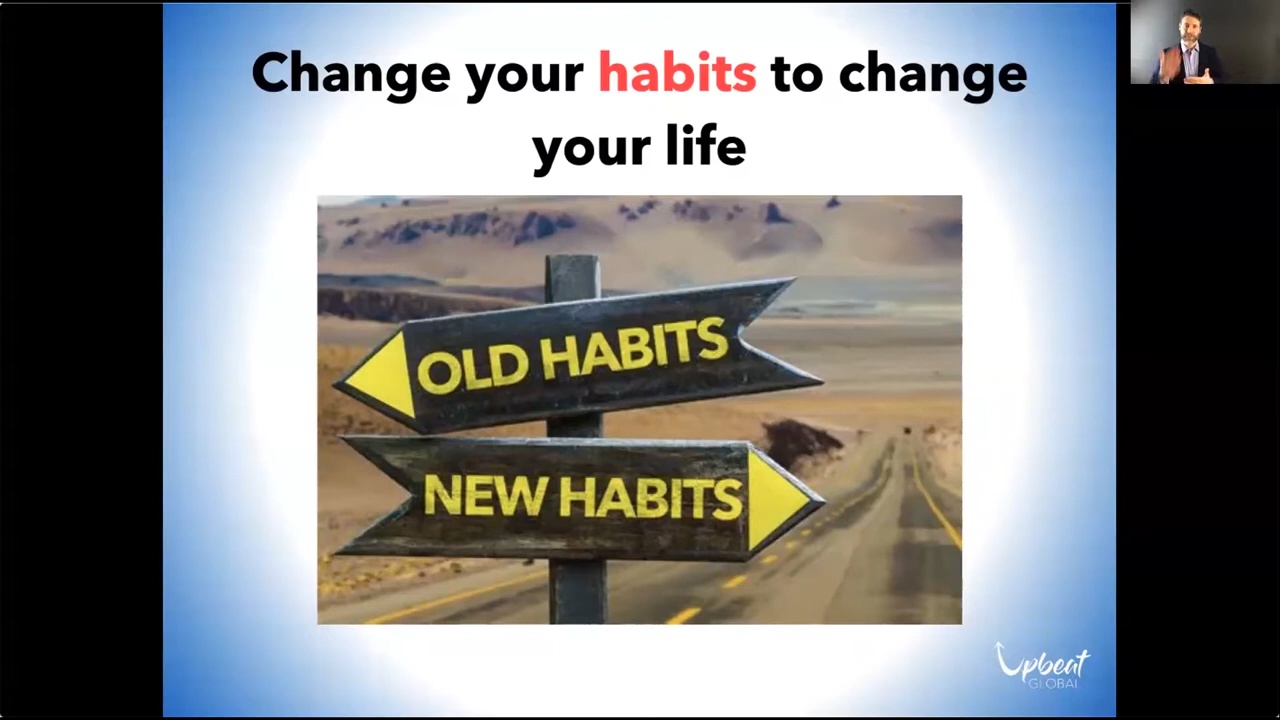 Change your habits to change
your life
OLD HABITS
NEW HABITS
Upbeat
GLOBAL